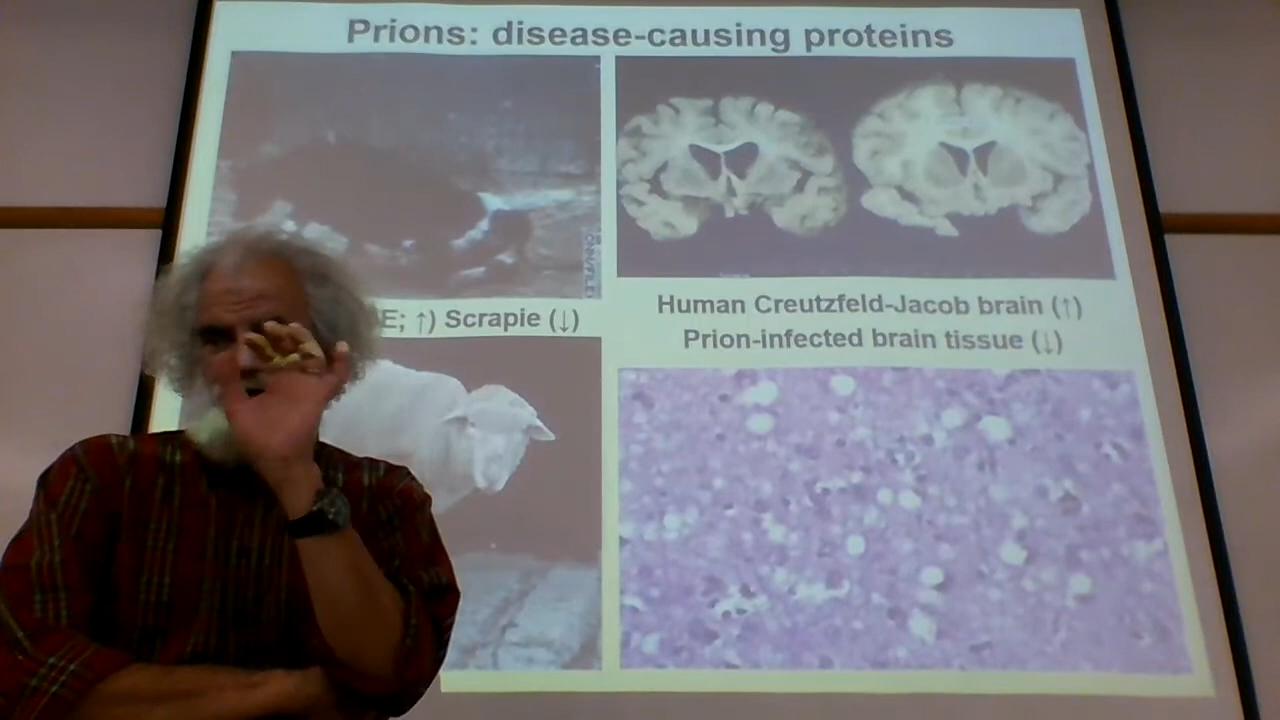 Prions: disease-causing proteins
E; ↑) Scrapie (↓)
Human Creutzfeld-Jacob brain (↑)
Prion-infected brain tissue (↓)